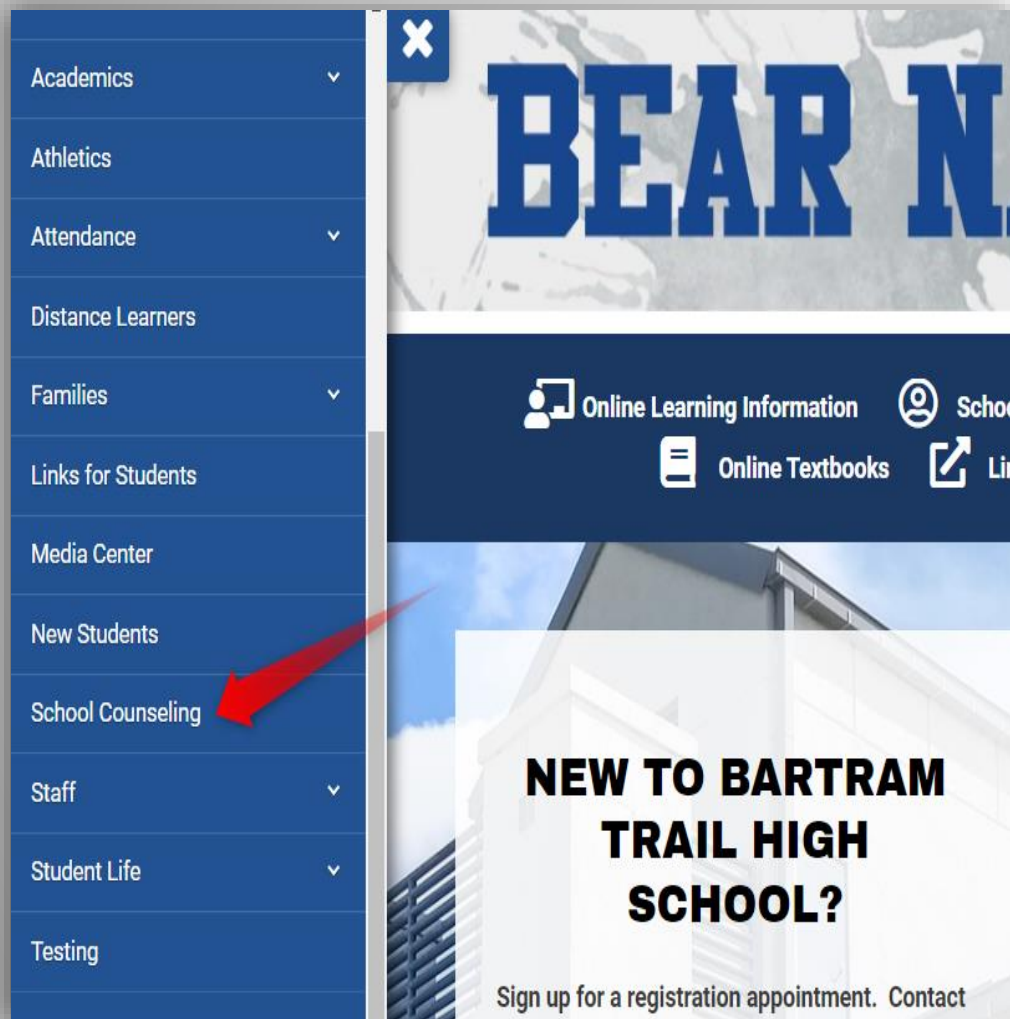 Academics
Athletics
Attendance
Distance Learners
Families
Links for Students
Media Center
New Students
School Counseling
Staff
Student Life
Testing
BEAR
Online Learning Information
Online Textbooks
NEW TO BARTRAM
TRAIL HIGH
SCHOOL?
Sign up for a registration appointment. Contact